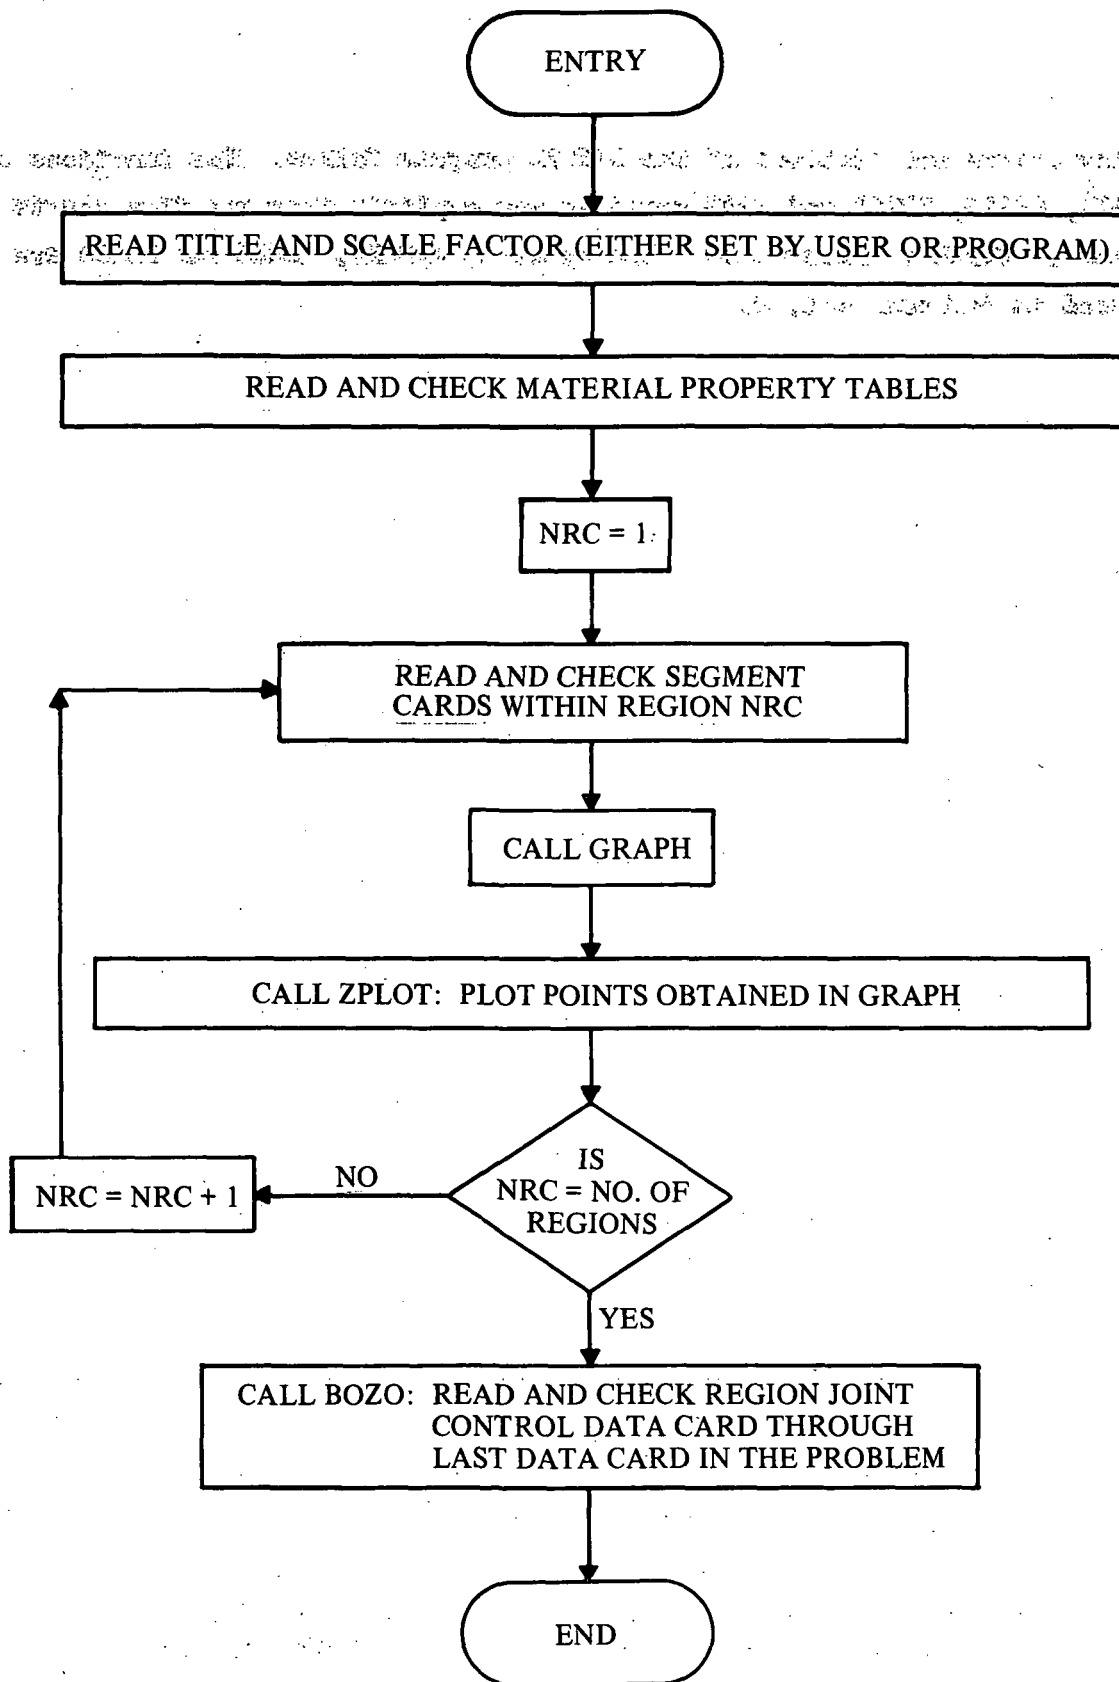 ENTRY
READ TITLE AND SCALE FACTOR (EITHER SET BY USER OR PROGRAM)
READ AND CHECK MATERIAL PROPERTY TABLES
NRC = 1
READ AND CHECK SEGMENT
CARDS WITHIN REGION NRC
CALL GRAPH
CALL ZPLOT: PLOT POINTS OBTAINED IN GRAPH
IS
NRC = NO. OF
REGIONS
NO
NRC = NRC + 1
YES
CALL BOZO: READ AND CHECK REGION JOINT
CONTROL DATA CARD THROUGH
LAST DATA CARD IN THE PROBLEM
END